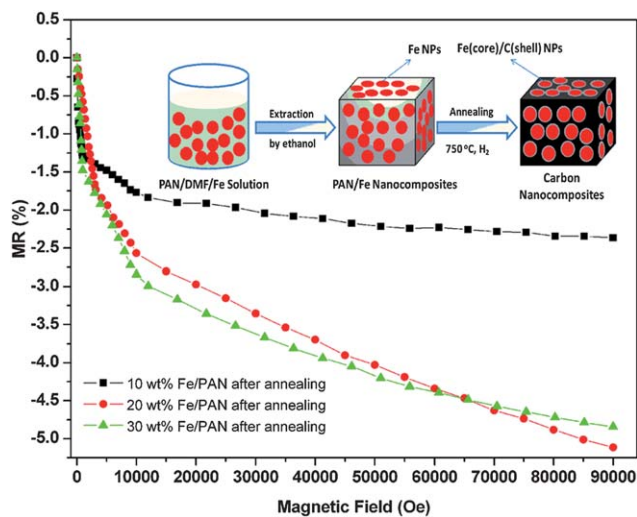 0.0
-0.5
-1.0
-1.5
-2.0
-2.5
-3.0
-3.5
-4.0
-4.5
-5.0
MR (%)
Fe NPs
Fe(core)/C(shell) NPs
Extraction
by ethanol
Annealing
750 °C, H2
PAN/DMF/Fe Solution
PAN/Fe Nanocomposites
Carbon
Nanocomposites
10 wt% Fe/PAN after annealing
20 wt% Fe/PAN after annealing
30 wt% Fe/PAN after annealing
0 10000 20000 30000 40000 50000 60000 70000 80000 90000
Magnetic Field (Oe)